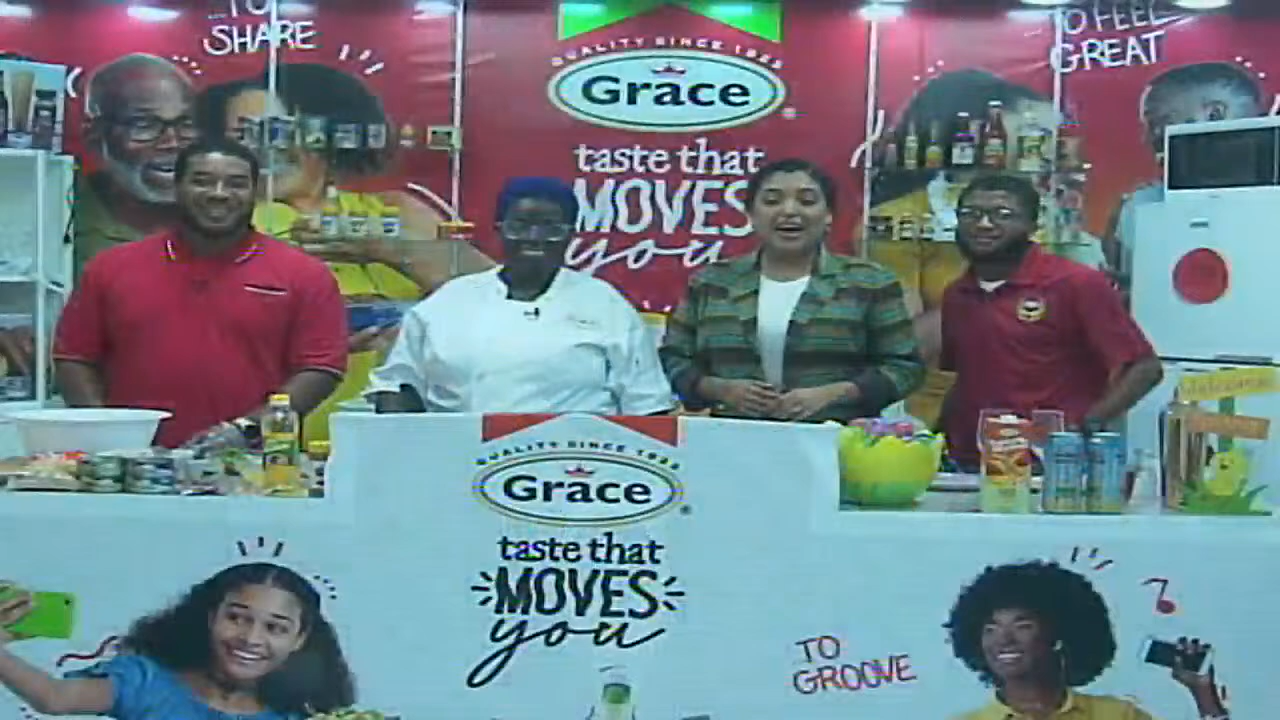 TO
SHARE
QUALITY SINCE 1922
Grace
taste that
MOVES
you
TO FEEL
GREAT
QUALITY SINCE 1922
Grace
taste that
MOVES
you
TO
GROOVE